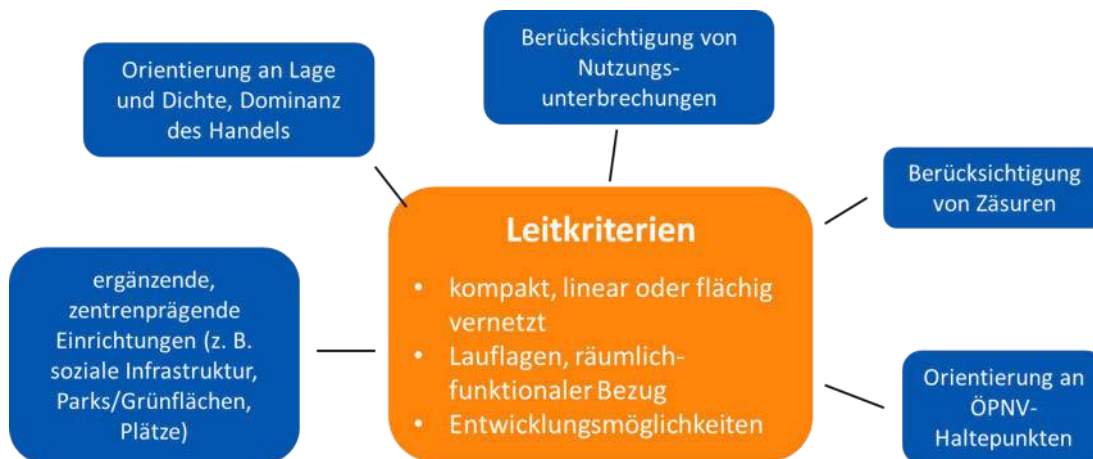 Orientierung an Lage
und Dichte, Dominanz
des Handels
Berücksichtigung von
Nutzungs-
unterbrechungen
Berücksichtigung
von Zäsuren
Leitkriterien
• kompakt, linear oder flächig
vernetzt
• Lauflagen, räumlich-
funktionaler Bezug
• Entwicklungsmöglichkeiten
ergänzende,
zentrenprägende
Einrichtungen (z. B.
soziale Infrastruktur,
Parks/Grünflächen,
Plätze)
Orientierung an
ÖPNV-
Haltepunkten